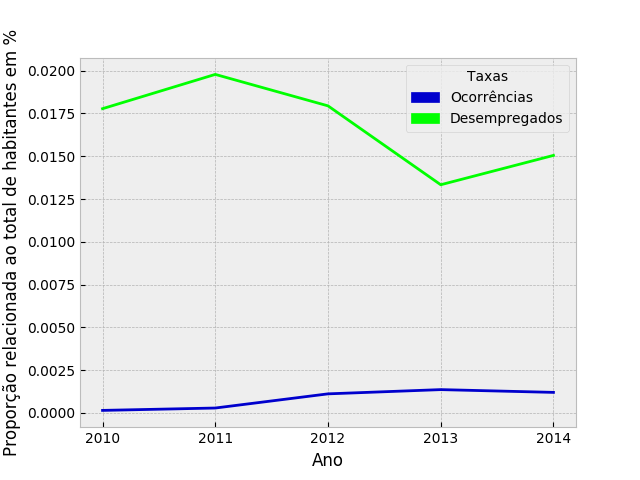 Proporção relacionada ao total de habitantes em %
0.0200
0.0175
0.0150
0.0125
0.0100
0.0075
0.0050
0.0025
0.0000
Taxas
Ocorrências
Desempregados
2010 2011 2012 2013 2014
Ano